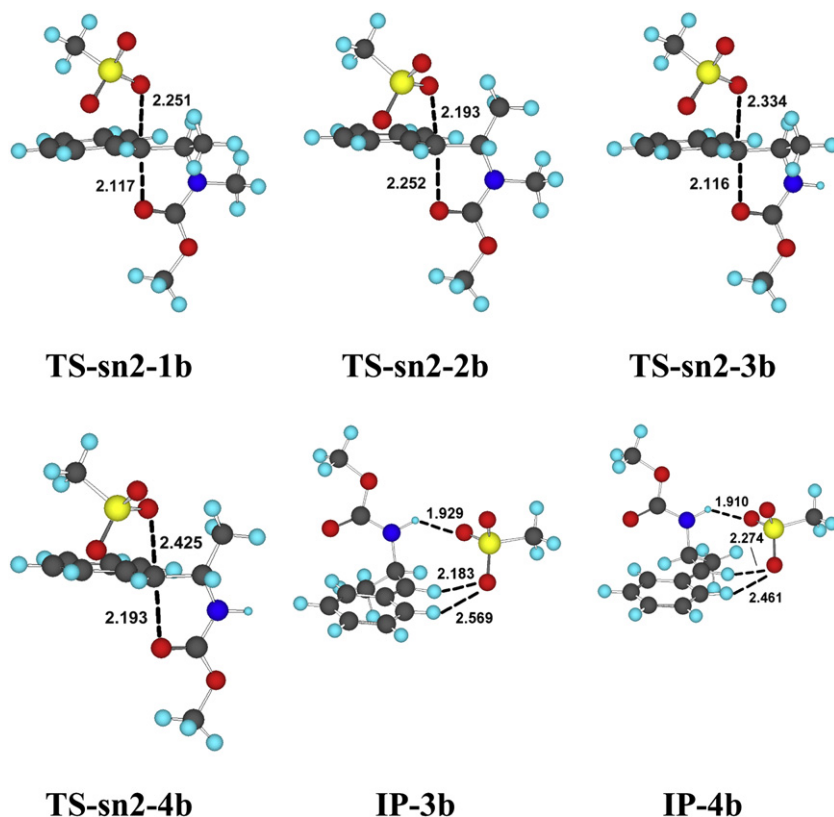 2.251
2.117
2.193
2.252
2.334
2.116
TS-sn2-1b
TS-sn2-2b
TS-sn2-3b
2.425
2.193
1.929
2.183
2.569
1.910
2.274
2.461
TS-sn2-4b
IP-3b
IP-4b